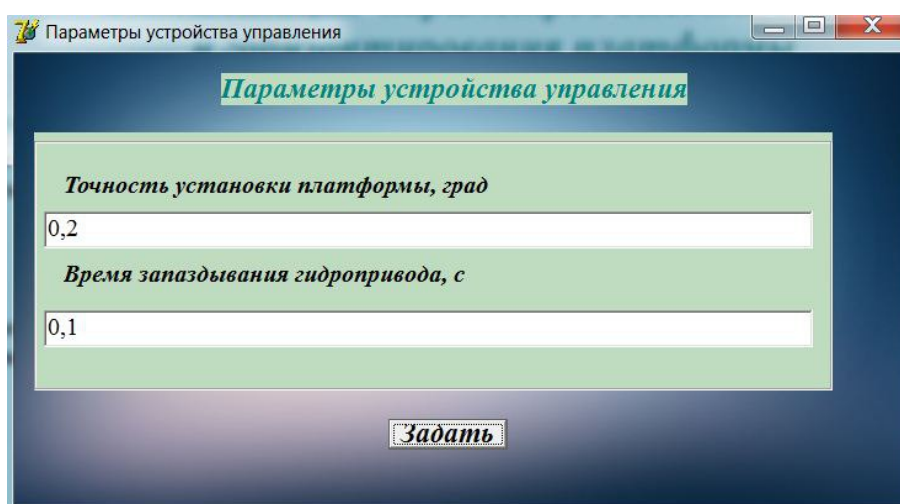 Параметры устройства управления
Параметры устройства управления
Точность установки платформы, град
0,2
Время запаздывания гидропривода, с
0,1
Задать